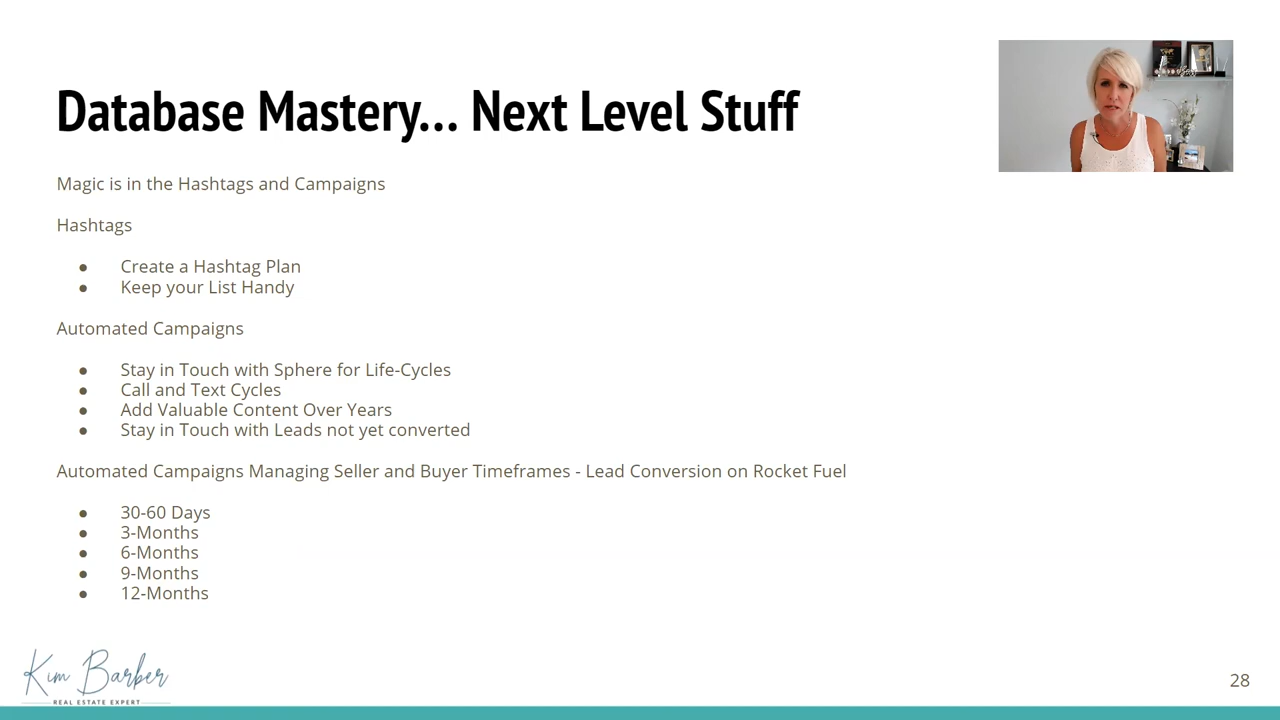 Database Mastery... Next Level Stuff
Magic is in the Hashtags and Campaigns
Hashtags
● Create a Hashtag Plan
● Keep your List Handy
Automated Campaigns
● Stay in Touch with Sphere for Life-Cycles
● Call and Text Cycles
● Add Valuable Content Over Years
● Stay in Touch with Leads not yet converted
Automated Campaigns Managing Seller and Buyer Timeframes - Lead Conversion on Rocket Fuel
● 30-60 Days
● 3-Months
● 6-Months
● 9-Months
● 12-Months
Kim Barber
REAL ESTATE EXPERT
28